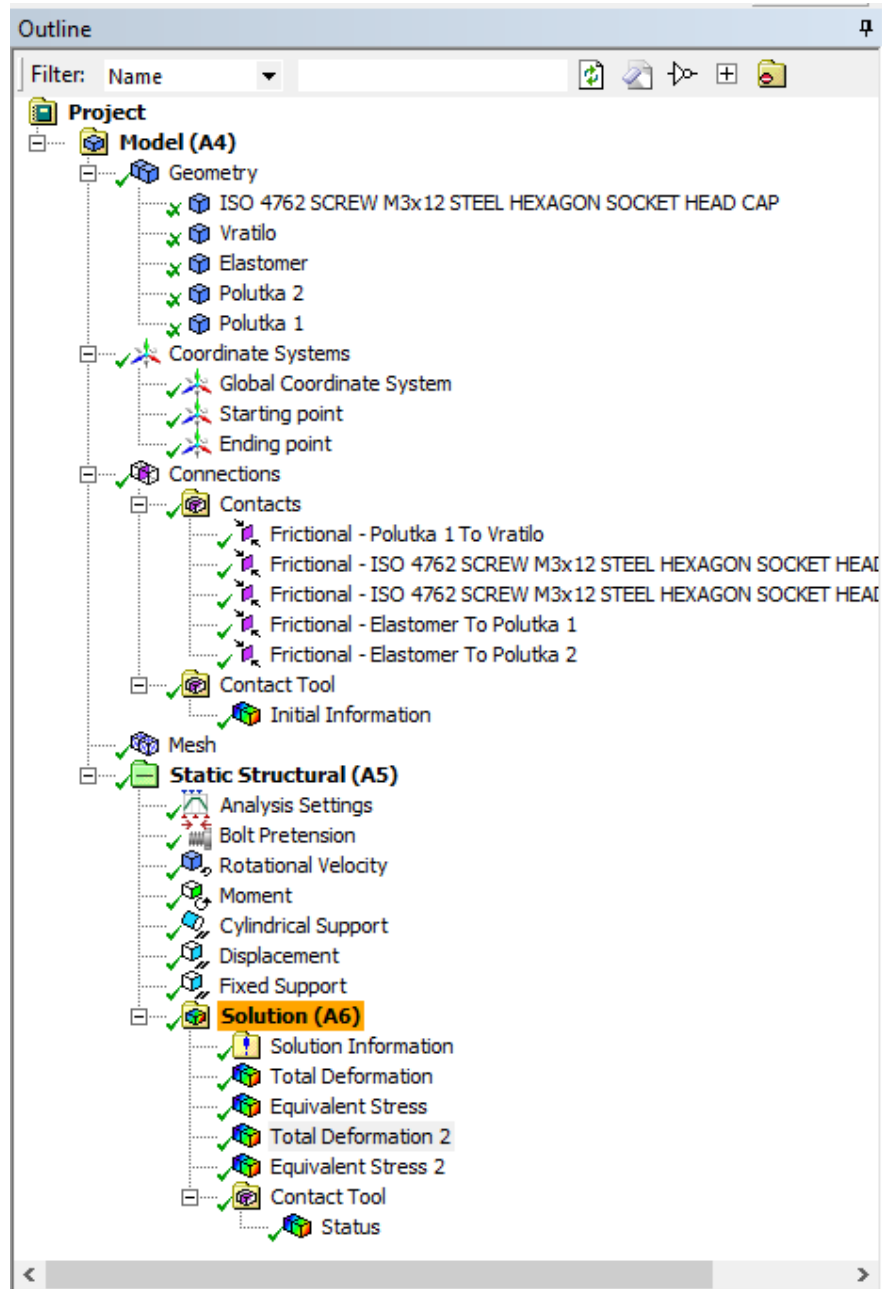 Outline
Filter: Name
Project
Model (A4)
Geometry
ISO 4762 SCREW M3x12 STEEL HEXAGON SOCKET HEAD CAP
Vratilo
Elastomer
Polutka 2
Polutka 1
Coordinate Systems
Global Coordinate System
Starting point
Ending point
Connections
Contacts
Frictional - Polutka 1 To Vratilo
Frictional - ISO 4762 SCREW M3x12 STEEL HEXAGON SOCKET HEAD
Frictional - ISO 4762 SCREW M3x12 STEEL HEXAGON SOCKET HEAD
Frictional - Elastomer To Polutka 1
Frictional - Elastomer To Polutka 2
Contact Tool
Initial Information
Mesh
Static Structural (A5)
Analysis Settings
Bolt Pretension
Rotational Velocity
Moment
Cylindrical Support
Displacement
Fixed Support
Solution (A6)
Solution Information
Total Deformation
Equivalent Stress
Total Deformation 2
Equivalent Stress 2
Contact Tool
Status